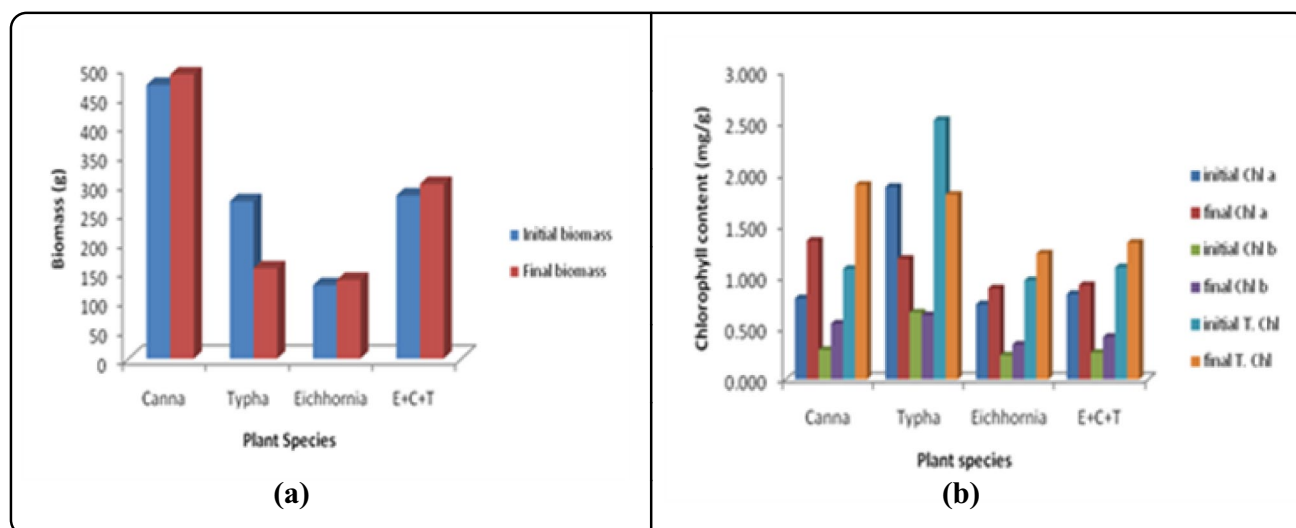 500
450
400
350
300
250
200
150
100
50
0
Biomass (g)
Canna Typha Eichhornia E+C+T
Plant Species
Initial biomass
Final biomass
(a)
3.000
2.500
2.000
1.500
1.000
0.500
0.000
Chlorophyll content (mg/g)
Canna Typha Eichhornia E+C+T
Plant species
initial Chl a
final Chl a
initial Chl b
final Chl b
initial T. Chl
final T. Chl
(b)